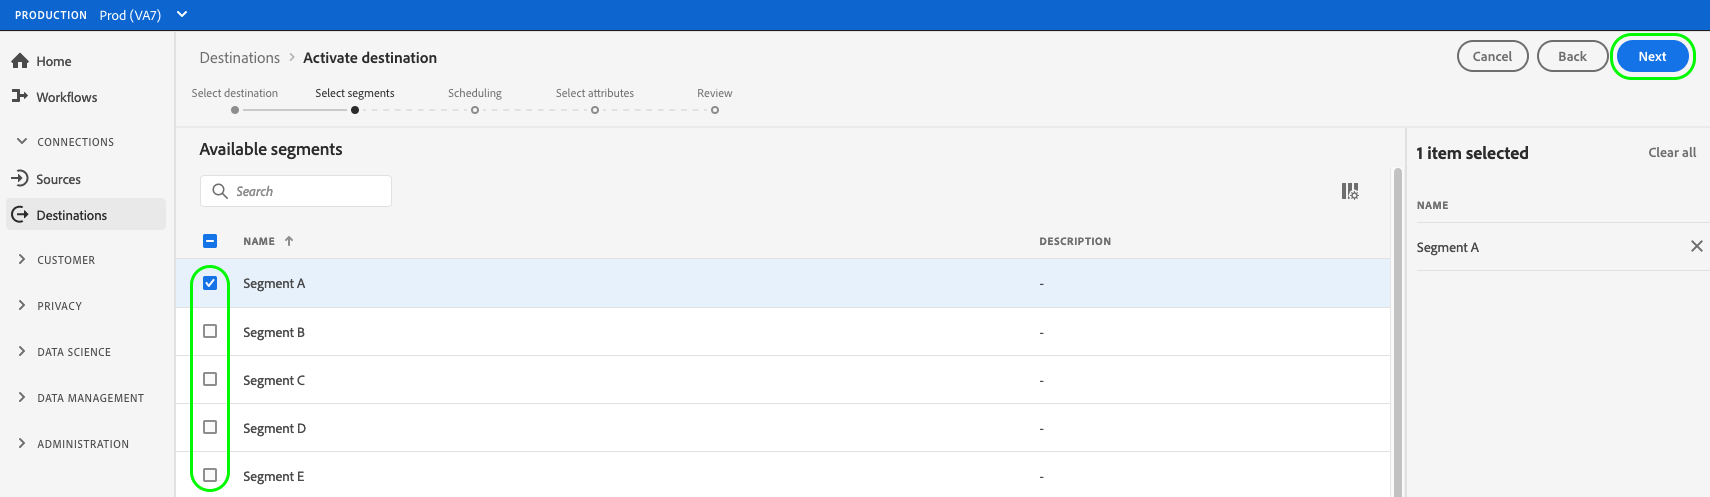 PRODUCTION Prod (VA7)
Home
Workflows
CONNECTIONS
Sources
Destinations
CUSTOMER
PRIVACY
DATA SCIENCE
DATA MANAGEMENT
ADMINISTRATION
Destinations > Activate destination
Cancel Back Next
Select destination Select segments Scheduling Select attributes Review
Available segments
Search
NAME DESCRIPTION
Segment A -
Segment B -
Segment C -
Segment D -
Segment E -
1 item selected Clear all
NAME
Segment A